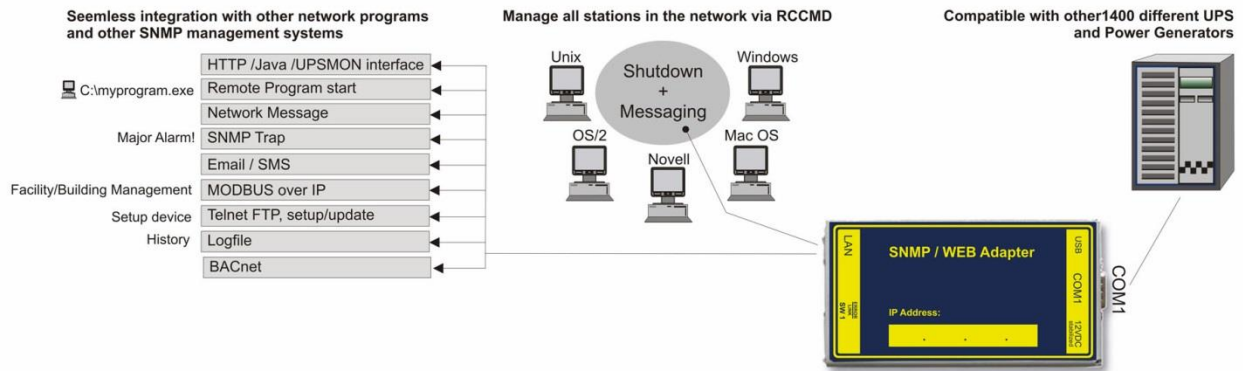 Seemless integration with other network programs
and other SNMP management systems
HTTP /Java /UPSMON interface
C:\myprogram.exe Remote Program start
Network Message
Major Alarm! SNMP Trap
Email / SMS
Facility/Building Management MODBUS over IP
Setup device Telnet FTP, setup/update
History Logfile
BACnet
Manage all stations in the network via RCCMD
Unix
Windows
Shutdown
+
Messaging
OS/2
Mac OS
Novell
Compatible with other1400 different UPS
and Power Generators
LAN
SW 1
SNMP / WEB Adapter
IP Address:
. . .
USB
COM1
12VDC
COM1